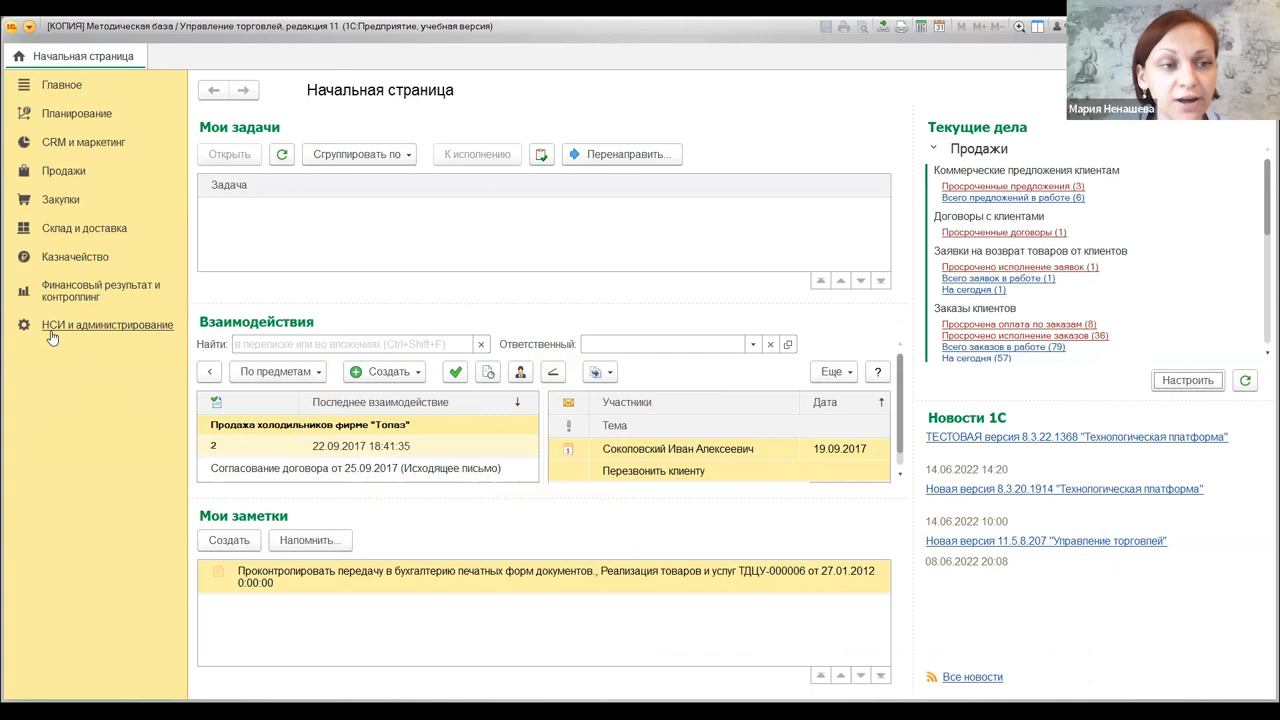 [КОПИЯ] Методическая база / Управление торговлей, редакция 11 (1С:Предприятие, учебная версия)
M M+ M-
Начальная страница
Главное
Планирование
CRM и маркетинг
Продажи
Закупки
Склад и доставка
Казначейство
Финансовый результат и
контроллинг
НСИ и администрирование
Начальная страница
Мои задачи
Открыть
Сгруппировать по
К исполнению
Перенаправить...
Задача
Взаимодействия
Найти:
в переписке или во вложениях (Ctrl+Shift+F)
Ответственный:
По предметам
Создать
Еще
?
Последнее взаимодействие
Участники
Дата
Тема
Продажа холодильников фирме "Топаз"
2
22.09.2017 18:41:35
Согласование договора от 25.09.2017 (Исходящее письмо)
Соколовский Иван Алексеевич
19.09.2017
Перезвонить клиенту
Мои заметки
Создать
Напомнить...
Проконтролировать передачу в бухгалтерию печатных форм документов., Реализация товаров и услуг ТДЦУ-000006 от 27.01.2012
0:00:00
Мария Ненашева
Текущие дела
Продажи
Коммерческие предложения клиентам
Просроченные предложения (3)
Всего предложений в работе (6)
Договоры с клиентами
Просроченные договоры (1)
Заявки на возврат товаров от клиентов
Просрочено исполнение заявок (1)
Всего заявок в работе (1)
На сегодня (1)
Заказы клиентов
Просрочена оплата по заказам (8)
Просрочено исполнение заказов (36)
Всего заказов в работе (79)
На сегодня (57)
Настроить
Новости 1С
ТЕСТОВАЯ версия 8.3.22.1368 "Технологическая платформа"
14.06.2022 14:20
Новая версия 8.3.20.1914 "Технологическая платформа"
14.06.2022 10:00
Новая версия 11.5.8.207 "Управление торговлей"
08.06.2022 20:08
Все новости